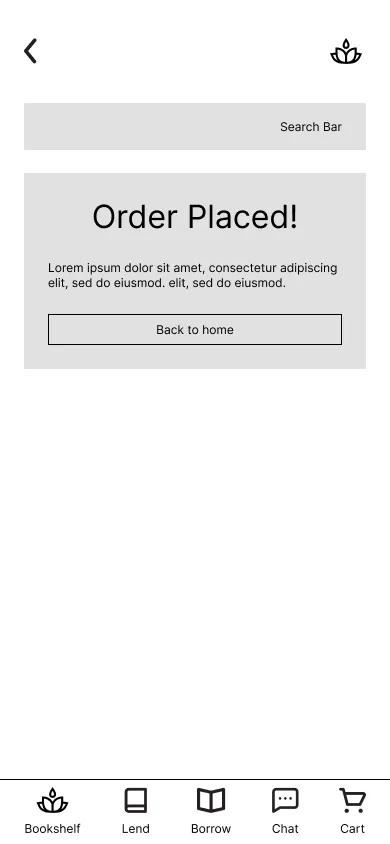 Search Bar
Order Placed!
Lorem ipsum dolor sit amet, consectetur adipiscing
elit, sed do eiusmod. elit, sed do eiusmod.
Back to home
Bookshelf
Lend
Borrow
Chat
Cart